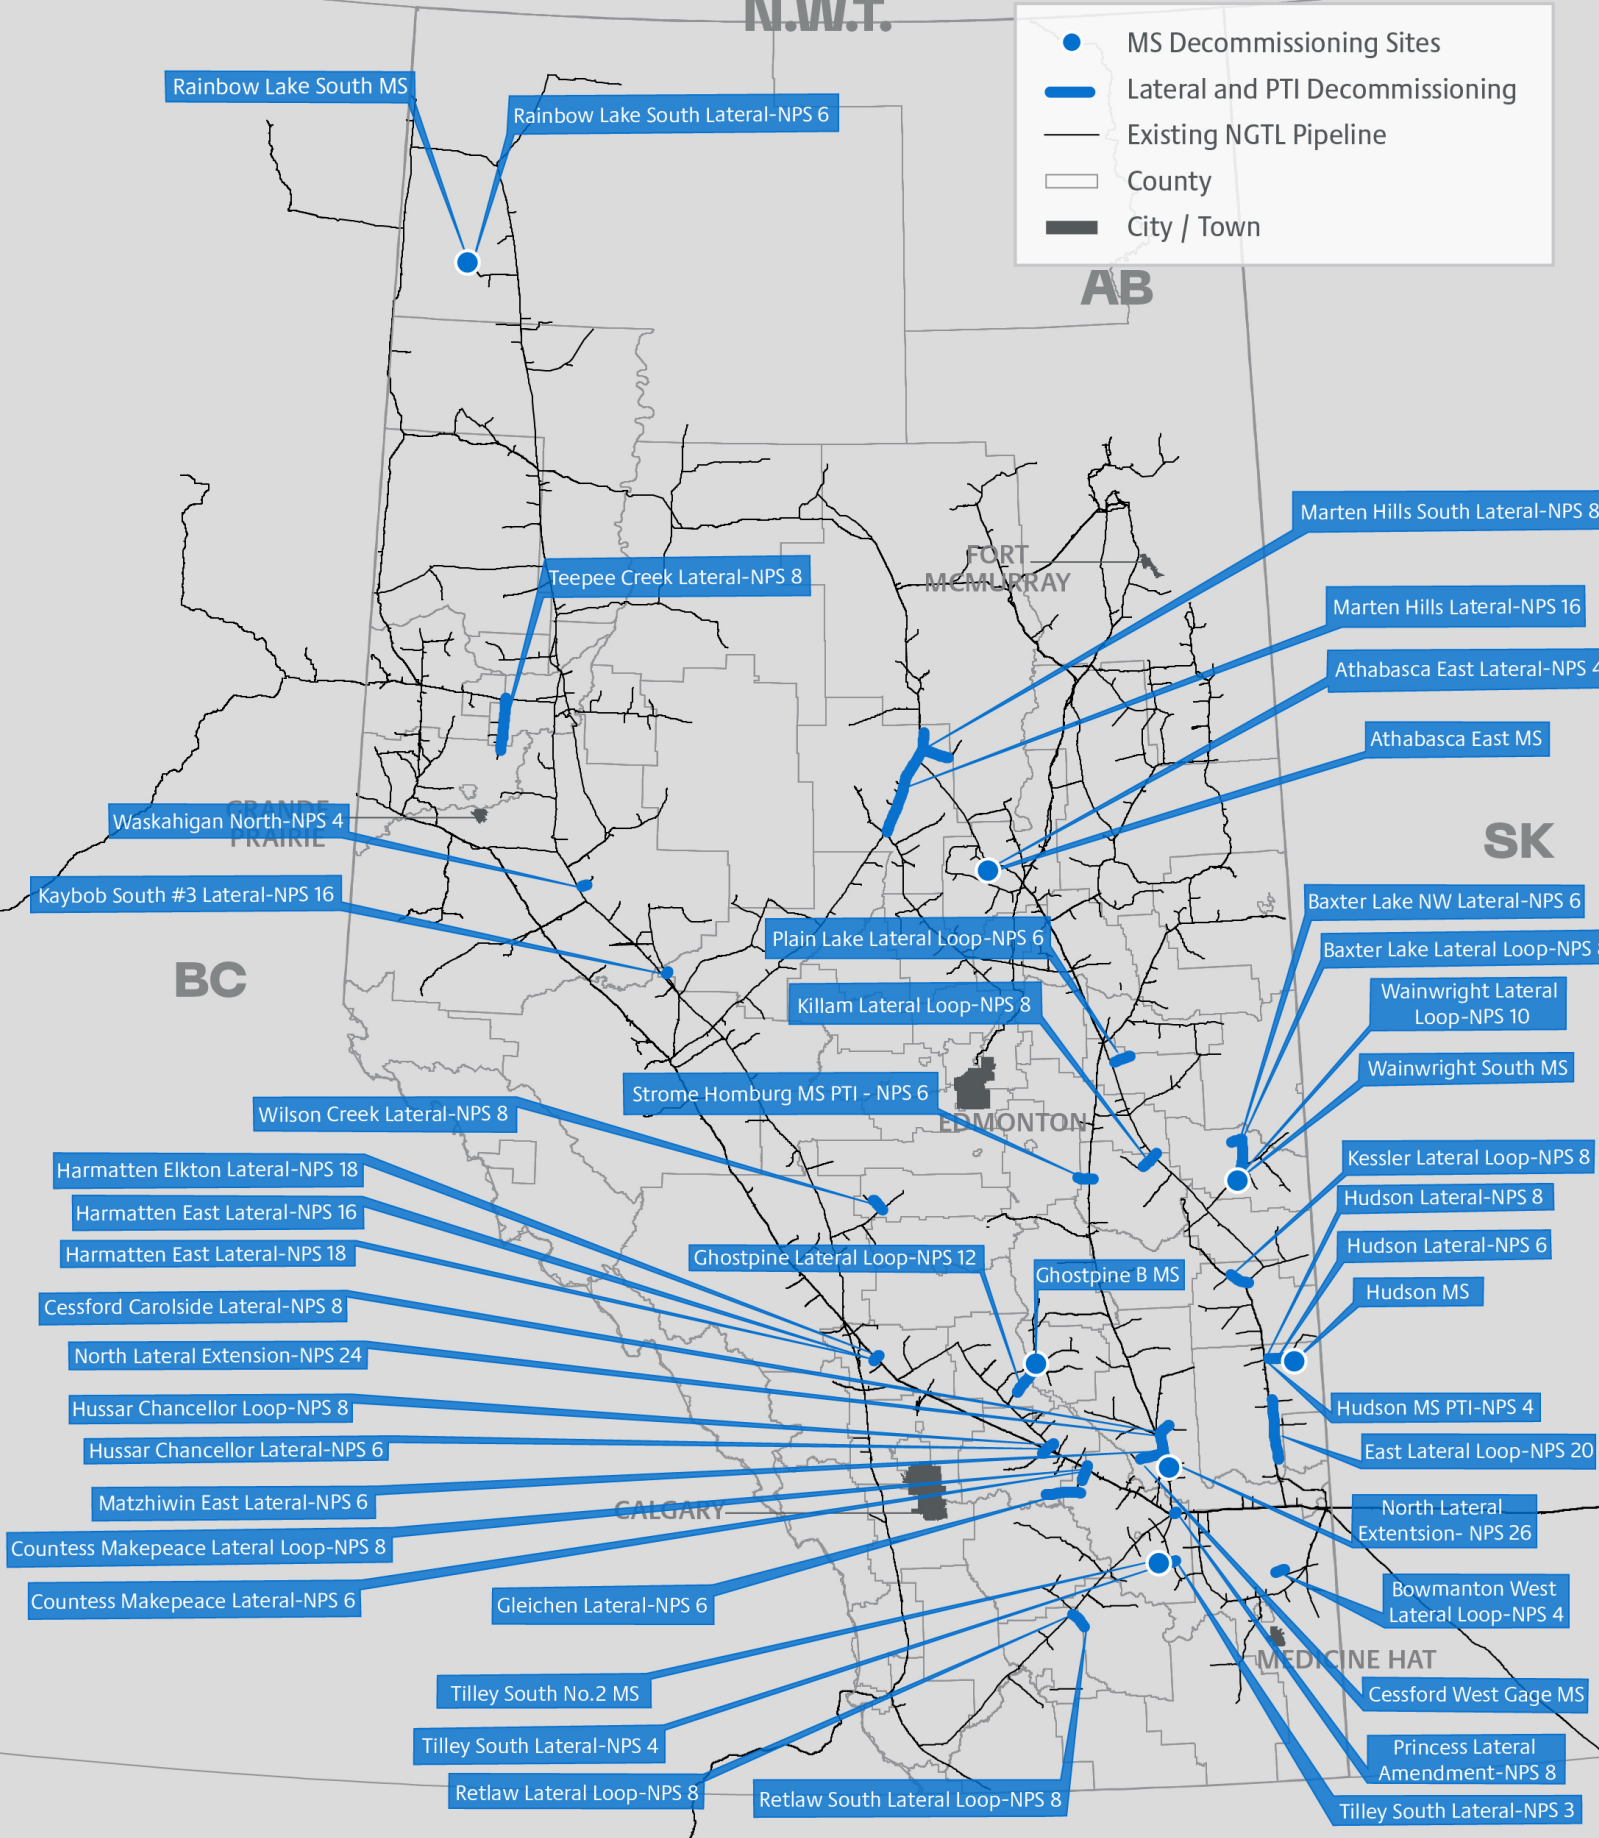 N.W.T.
MS Decommissioning Sites
Lateral and PTI Decommissioning
Existing NGTL Pipeline
County
City / Town
Rainbow Lake South MS
Rainbow Lake South Lateral-NPS 6
AB
Marten Hills South Lateral-NPS 8
FORT
MCMURRAY
Teepee Creek Lateral-NPS 8
Marten Hills Lateral-NPS 16
Athabasca East Lateral-NPS 4
Athabasca East MS
GRANDE
PRAIRIE
Waskahigan North-NPS 4
SK
Kaybob South #3 Lateral-NPS 16
Baxter Lake NW Lateral-NPS 6
Plain Lake Lateral Loop-NPS 6
Baxter Lake Lateral Loop-NPS
BC
Killam Lateral Loop-NPS 8
Wainwright Lateral
Loop-NPS 10
Wainwright South MS
Strome Homburg MS PTI - NPS 6
EDMONTON
Wilson Creek Lateral-NPS 8
Kessler Lateral Loop-NPS 8
Harmatten Elkton Lateral-NPS 18
Hudson Lateral-NPS 8
Harmatten East Lateral-NPS 16
Hudson Lateral-NPS 6
Harmatten East Lateral-NPS 18
Ghostpine Lateral Loop-NPS 12
Ghostpine B MS
Hudson MS
Cessford Carolside Lateral-NPS 8
North Lateral Extension-NPS 24
Hussar Chancellor Loop-NPS 8
Hudson MS PTI-NPS 4
Hussar Chancellor Lateral-NPS 6
East Lateral Loop-NPS 20
Matzhiwin East Lateral-NPS 6
CALGARY
North Lateral
Extentsion- NPS 26
Countess Makepeace Lateral Loop-NPS 8
Countess Makepeace Lateral-NPS 6
Gleichen Lateral-NPS 6
Bowmanton West
Lateral Loop-NPS 4
MEDICINE HAT
Tilley South No.2 MS
Cessford West Gage MS
Tilley South Lateral-NPS 4
Princess Lateral
Amendment-NPS 8
Retlaw Lateral Loop-NPS 8
Retlaw South Lateral Loop-NPS 8
Tilley South Lateral-NPS 3